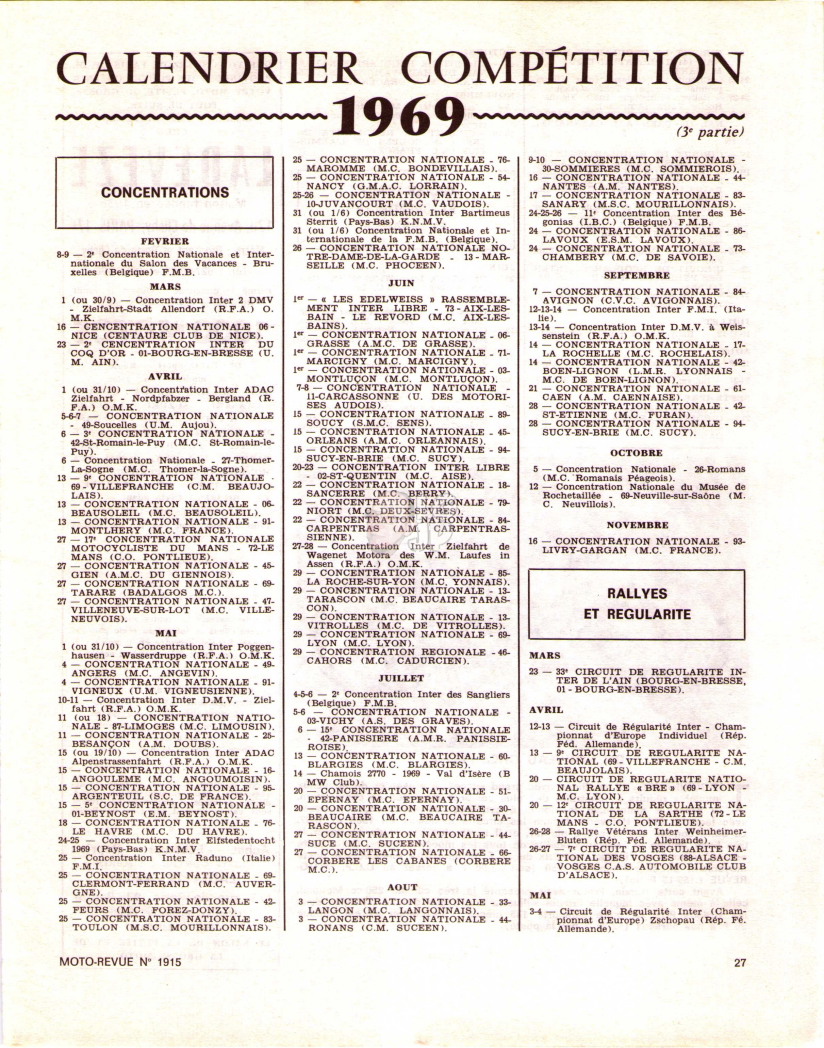 CALENDRIER COMPÉTITION
1969
(3e partie)
CONCENTRATIONS
FEVRIER
8-9 — 2e Concentration Nationale et Inter-
nationale du Salon des Vacances - Bru-
xelles (Belgique) F.M.B.
MARS
1 (ou 30/9) — Concentration Inter 2 DMV
- Zielfahrt-Stadt Allendorf (R.F.A.) O.
M.K.
16 — CENCENTRATION NATIONALE 06 -
NICE (CENTAURE CLUB DE NICE).
23 — 2e CENCENTRATION INTER DU
COQ D'OR - 01-BOURG-EN-BRESSE (U.
M. AIN).
AVRIL
1 (ou 31/10) — Concentration Inter ADAC
Zielfahrt - Nordpfabzer - Bergland (R.
F.A.) O.M.K.
5-6-7 — CONCENTRATION NATIONALE
- 49-Soucelles (U.M. Aujou).
6 — 3e CONCENTRATION NATIONALE -
42-St-Romain-le-Puy (M.C. St-Romain-le-
Puy).
6 — Concentration Nationale - 27-Thomer-
La-Sogne (M.C. Thomer-la-Sogne).
13 — 9e CONCENTRATION NATIONALE -
69 - VILLEFRANCHE (C.M. BEAUJO-
LAIS).
13 — CONCENTRATION NATIONALE - 06-
BEAUSOLEIL (M.C. BEAUSOLEIL).
13 — CONCENTRATION NATIONALE - 91-
MONTLHERY (M.C. FRANCE).
27 — 17e CONCENTRATION NATIONALE
MOTOCYCLISTE DU MANS - 72-LE
MANS (C.O. PONTLIEUE).
27 — CONCENTRATION NATIONALE - 45-
GIEN (A.M.C. DU GIENNOIS).
27 — CONCENTRATION NATIONALE - 69-
TARARE (BADALGOS M.C.).
27 — CONCENTRATION NATIONALE - 47-
VILLENEUVE-SUR-LOT (M.C. VILLE-
NEUVOIS).
MAI
1 (ou 31/10) — Concentration Inter Poggen-
hausen - Wasserdruppe (R.F.A.) O.M.K.
4 — CONCENTRATION NATIONALE - 49-
ANGERS (M.C. ANGEVIN).
4 — CONCENTRATION NATIONALE - 91-
VIGNEUX (U.M. VIGNEUSIENNE).
10-11 — Concentration Inter D.M.V. - Ziel-
fahrt (R.F.A.) O.M.K.
11 (ou 18) — CONCENTRATION NATIO-
NALE - 87-LIMOGES (M.C. LIMOUSIN).
11 — CONCENTRATION NATIONALE - 25-
BESANÇON (A.M. DOUBS).
15 (ou 19/10) — Concentration Inter ADAC
Alpenstrassenfahrt (R.F.A.) O.M.K.
15 — CONCENTRATION NATIONALE - 16-
ANGOULEME (M.C. ANGOUMOISIN).
15 — CONCENTRATION NATIONALE - 95-
ARGENTEUIL (S.C. DE FRANCE).
15 — 5e CONCENTRATION NATIONALE -
01-BEYNOST (E.M. BEYNOST).
18 — CONCENTRATION NATIONALE - 76-
LE HAVRE (M.C. DU HAVRE).
24-25 — Concentration Inter Elfstedentocht
1969 (Pays-Bas) K.N.M.V.
25 — Concentration Inter Raduno (Italie)
F.M.I.
25 — CONCENTRATION NATIONALE - 69-
CLERMONT-FERRAND (M.C. AUVER-
GNE).
25 — CONCENTRATION NATIONALE - 42-
FEURS (M.C. FOREZ-DONZY).
25 — CONCENTRATION NATIONALE - 83-
TOULON (M.S.C. MOURILLONNAIS).
25 — CONCENTRATION NATIONALE - 76-
MAROMME (M.C. BONDEVILLAIS).
25 — CONCENTRATION NATIONALE - 54-
NANCY (G.M.A.C. LORRAIN).
25-26 — CONCENTRATION NATIONALE -
10-JUVANCOURT (M.C. VAUDOIS).
31 (ou 1/6) Concentration Inter Bartimeus
Sterrit (Pays-Bas) K.N.M.V.
31 (ou 1/6) Concentration Nationale et In-
ternationale de la F.M.B. (Belgique).
26 — CONCENTRATION NATIONALE NO-
TRE-DAME-DE-LA-GARDE - 13 - MAR-
SEILLE (M.C. PHOCEEN).
JUIN
1er — « LES EDELWEISS » RASSEMBLE-
MENT INTER LIBRE - 73 - AIX-LES-
BAIN - LE REVORD (M.C. AIX-LES-
BAINS).
1er — CONCENTRATION NATIONALE - 06-
GRASSE (A.M.C. DE GRASSE).
1er — CONCENTRATION NATIONALE - 71-
MARCIGNY (M.C. MARCIGNY).
1er — CONCENTRATION NATIONALE - 03-
MONTLUÇON (M.C. MONTLUÇON).
7-8 — CONCENTRATION NATIONALE -
11-CARCASSONNE (U. DES MOTORI-
SES AUDOIS).
15 — CONCENTRATION NATIONALE - 89-
SOUCY (S.M.C. SENS).
15 — CONCENTRATION NATIONALE - 45-
ORLEANS (A.M.C. ORLEANNAIS).
15 — CONCENTRATION NATIONALE - 94-
SUCY-EN-BRIE (M.C. SUCY).
20-23 — CONCENTRATION INTER LIBRE
- 02-ST-QUENTIN (M.C. AISE).
22 — CONCENTRATION NATIONALE - 18-
SANCERRE (M.C. BERRY).
22 — CONCENTRATION NATIONALE - 79-
NIORT (M.C. DEUX-SEVRES).
22 — CONCENTRATION NATIONALE - 84-
CARPENTRAS (A.M. CARPENTRAS-
SIENNE).
27-28 — Concentration Inter Zielfahrt de
Wagenet Motora des W.M. Laufes in
Assen (R.F.A.) O.M.K.
29 — CONCENTRATION NATIONALE - 85-
LA ROCHE-SUR-YON (M.C. YONNAIS).
29 — CONCENTRATION NATIONALE - 13-
TARASCON (M.C. BEAUCAIRE TARAS-
CON).
29 — CONCENTRATION NATIONALE - 13-
VITROLLES (M.C. DE VITROLLES).
29 — CONCENTRATION NATIONALE - 69-
LYON (M.C. LYON).
29 — CONCENTRATION REGIONALE - 46-
CAHORS (M.C. CADURCIEN).
JUILLET
4-5-6 — 2e Concentration Inter des Sangliers
(Belgique) F.M.B.
5-6 — CONCENTRATION NATIONALE -
03-VICHY (A.S. DES GRAVES).
6 — 15e CONCENTRATION NATIONALE
- 42-PANISSIERE (A.M.R. PANISSIE-
ROISE).
13 — CONCENTRATION NATIONALE - 60-
BLARGIES (M.C. BLARGIES).
14 — Chamois 2770 - 1969 - Val d'Isère (B
MW Club).
20 — CONCENTRATION NATIONALE - 51-
EPERNAY (M.C. EPERNAY).
20 — CONCENTRATION NATIONALE - 30-
BEAUCAIRE (M.C. BEAUCAIRE TA-
RASCON).
27 — CONCENTRATION NATIONALE - 44-
SUCE (M.C. SUCEEN).
27 — CONCENTRATION NATIONALE - 66-
CORBERE LES CABANES (CORBERE
M.C.).
AOUT
3 — CONCENTRATION NATIONALE - 33-
LANGON (M.C. LANGONNAIS).
3 — CONCENTRATION NATIONALE - 44-
RONANS (C.M. SUCEEN).
9-10 — CONCENTRATION NATIONALE -
30-SOMMIERES (M.C. SOMMIEROIS).
16 — CONCENTRATION NATIONALE - 44-
NANTES (A.M. NANTES).
17 — CONCENTRATION NATIONALE - 83-
SANARY (M.S.C. MOURILLONNAIS).
24-25-26 — 11e Concentration Inter des Bé-
gonias (I.B.C.) (Belgique) F.M.B.
24 — CONCENTRATION NATIONALE - 86-
LAVOUX (E.S.M. LAVOUX).
24 — CONCENTRATION NATIONALE - 73-
CHAMBERY (M.C. DE SAVOIE).
SEPTEMBRE
7 — CONCENTRATION NATIONALE - 84-
AVIGNON (C.V.C. AVIGONNAIS).
12-13-14 — Concentration Inter F.M.I. (Ita-
lie).
13-14 — Concentration Inter D.M.V. à Weis-
senstein (R.F.A.) O.M.K.
14 — CONCENTRATION NATIONALE - 17-
LA ROCHELLE (M.C. ROCHELAIS).
14 — CONCENTRATION NATIONALE - 42-
BOEN-LIGNON (L.M.R. LYONNAIS -
M.C. DE BOEN-LIGNON).
21 — CONCENTRATION NATIONALE - 61-
CAEN (A.M. CAENNAISE).
28 — CONCENTRATION NATIONALE - 42-
ST-ETIENNE (M.C. FURAN).
28 — CONCENTRATION NATIONALE - 94-
SUCY-EN-BRIE (M.C. SUCY).
OCTOBRE
5 — Concentration Nationale - 26-Romans
(M.C. Romanais Péageois).
12 — Concentration Nationale du Musée de
Rochetaillée - 69-Neuville-sur-Saône (M.
C. Neuvillois).
NOVEMBRE
16 — CONCENTRATION NATIONALE - 93-
LIVRY-GARGAN (M.C. FRANCE).
RALLYES
ET REGULARITE
MARS
23 — 33e CIRCUIT DE REGULARITE IN-
TER DE L'AIN (BOURG-EN-BRESSE,
01 - BOURG-EN-BRESSE).
AVRIL
12-13 — Circuit de Régularité Inter - Cham-
pionnat d'Europe Individuel (Rép.
Féd. Allemande).
13 — 9e CIRCUIT DE REGULARITE NA-
TIONAL (69 - VILLEFRANCHE - C.M.
BEAUJOLAIS).
20 — CIRCUIT DE REGULARITE NATIO-
NAL RALLYE « BRE » (69 - LYON -
M.C. LYON).
20 — 12e CIRCUIT DE REGULARITE NA-
TIONAL DE LA SARTHE (72 - LE
MANS - C.O. PONTLIEUE).
26-28 — Rallye Vétérans Inter Weinheimer-
Bluten (Rép. Féd. Allemande).
26-27 — 7e CIRCUIT DE REGULARITE NA-
TIONAL DES VOSGES (88-ALSACE -
VOSGES C.A.S. AUTOMOBILE CLUB
D'ALSACE).
MAI
3-4 — Circuit de Régularité Inter (Cham-
pionnat d'Europe) Zschopau (Rép. Fé.
Allemande).
MOTO-REVUE N° 1915
27